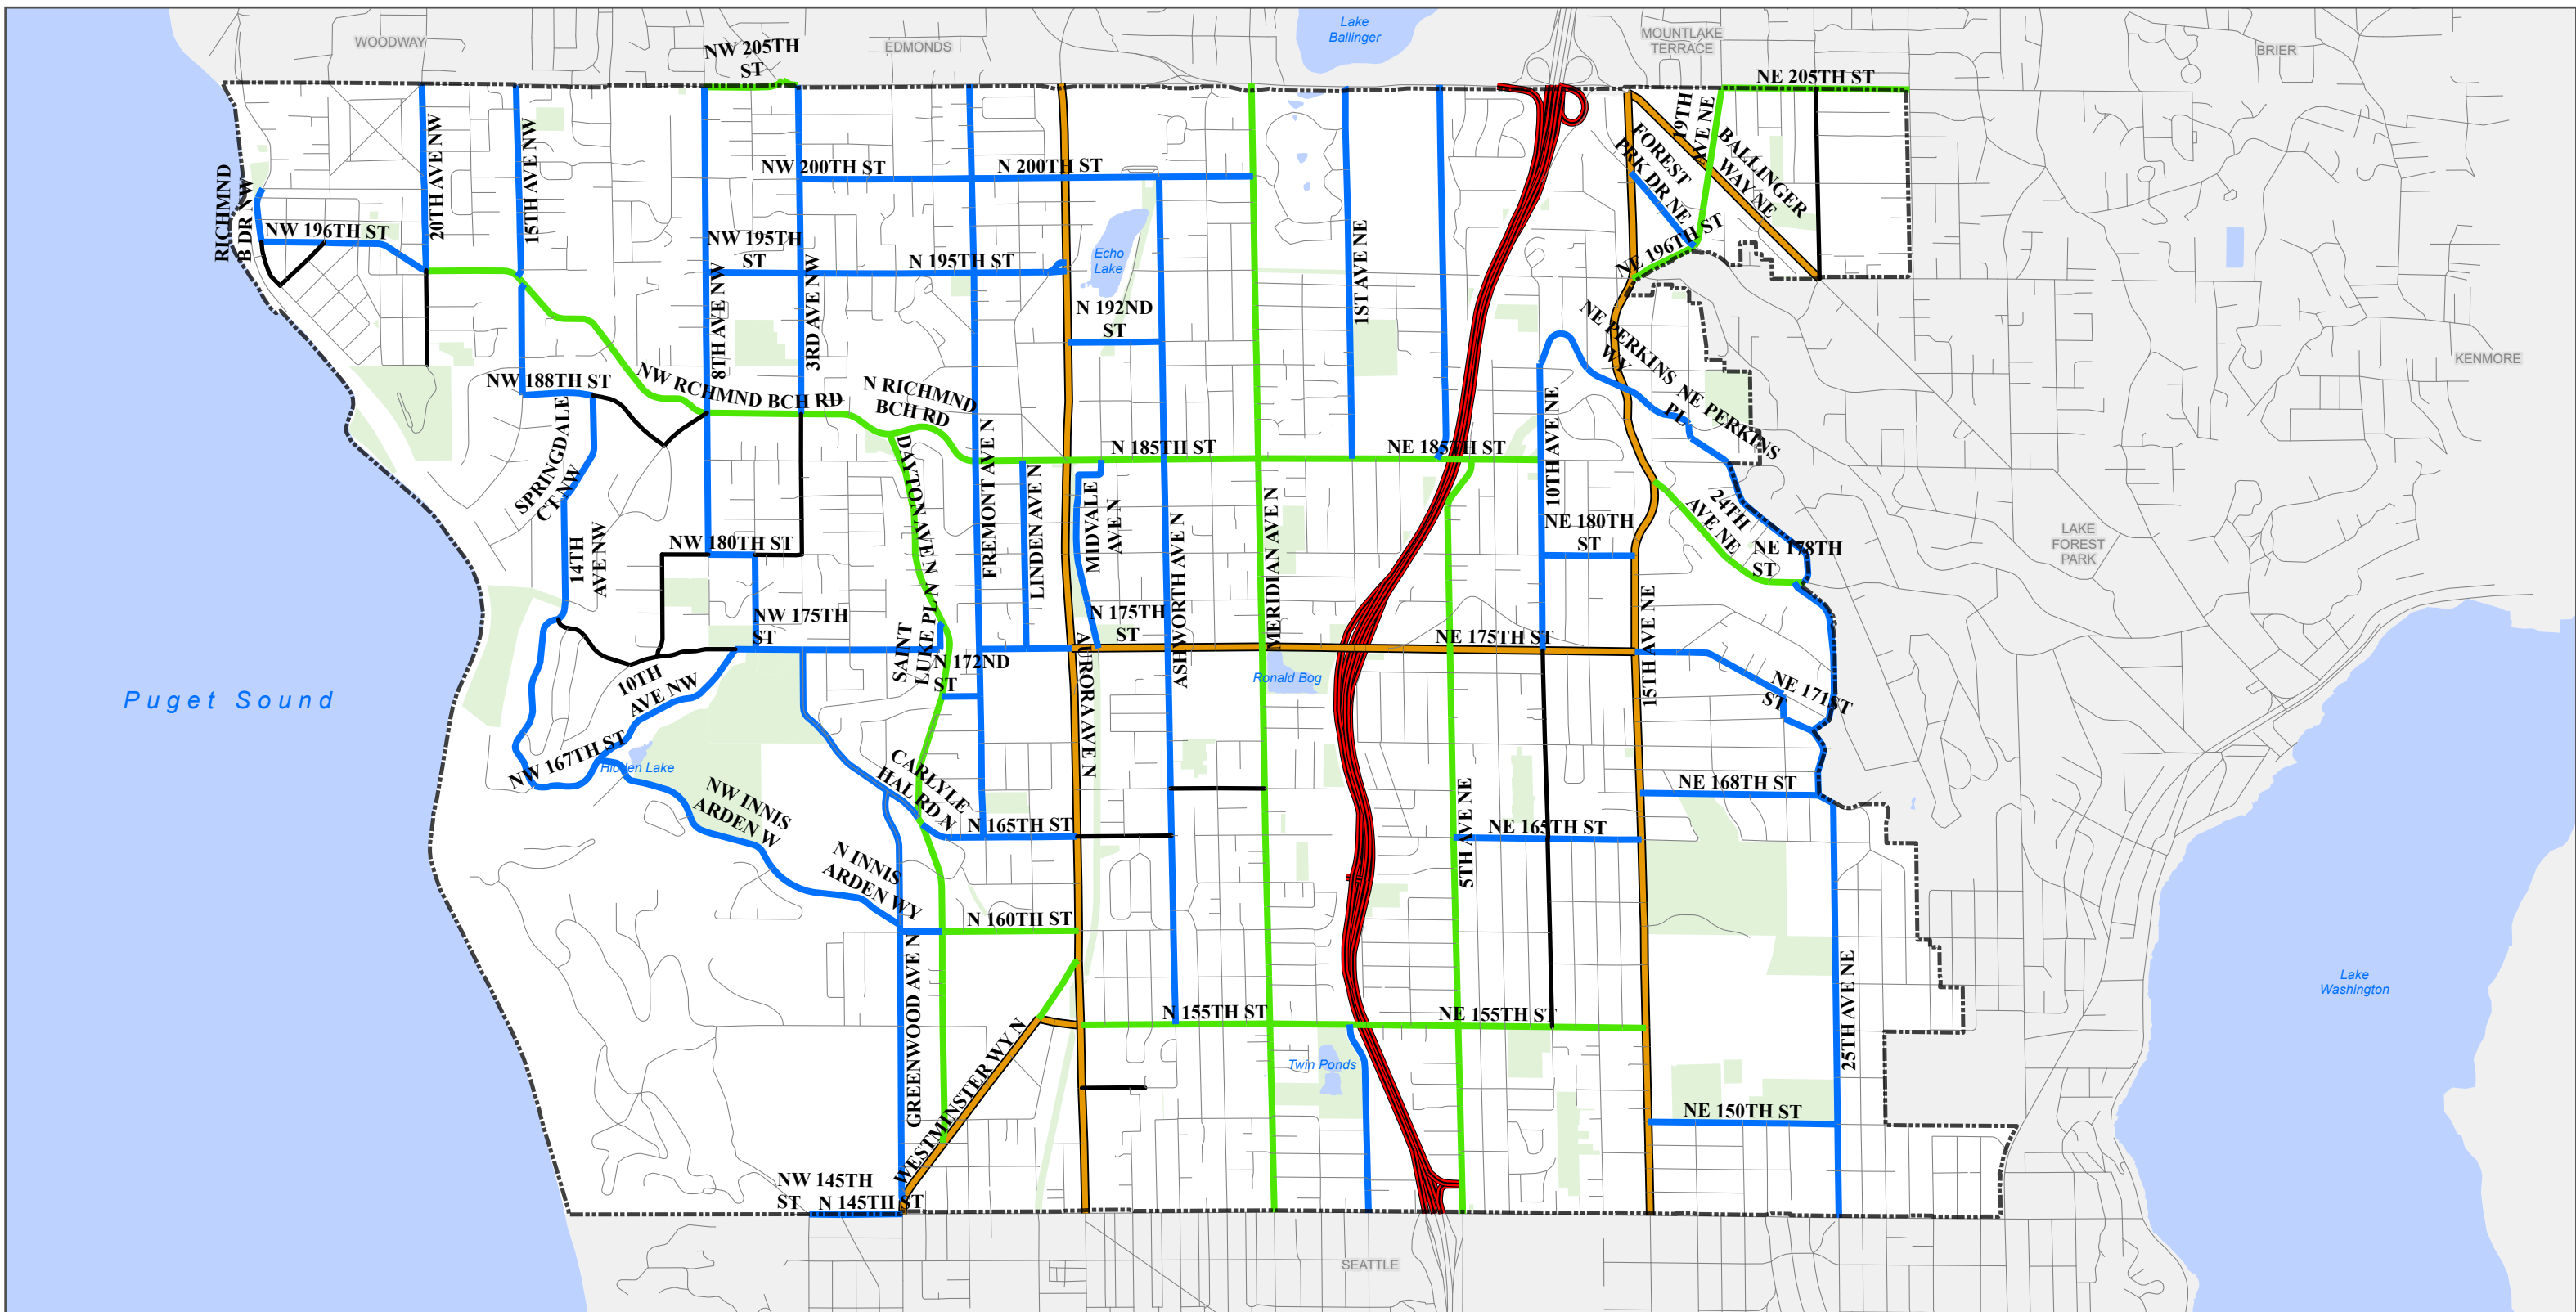 Lake
Ballinger
WOODWAY
EDMONDS
MOUNTLAKE
TERRACE
BRIER
NW 205TH
ST
NE 205TH ST
20TH AVE NW
15TH AVE NW
19TH
AVE NE
FOREST
PRK DR NE
BALLINGER
WAY NE
NW 200TH ST
N 200TH ST
RICHMND
B DR NW
NW 196TH ST
NE 196TH ST
NW 195TH
ST
N 195TH ST
Echo
Lake
1ST AVE NE
8TH AVE NW
3RD AVE NW
N 192ND
ST
NE PERKINS
WY
KENMORE
NW 188TH ST
NW RCHMND BCH RD
N RICHMND
BCH RD
NE PERKINS
PL
SPRINGDALE
CT NW
DAYTON AVE N
FREMONT AVE N
N 185TH ST
NE 185TH ST
10TH AVE NE
LINDEN AVE N
MIDVALE
AVE N
MERIDIAN AVE N
24TH
AVE NE
NE 180TH
ST
NE 178TH
ST
LAKE
FOREST
PARK
NW 180TH ST
14TH
AVE NW
ASHWORTH AVE N
NW 175TH
ST
N 175TH
ST
NE 175TH ST
15TH AVE NE
SAINT
LUKE PL N
N 172ND
ST
AURORA AVE N
Ronald Bog
10TH
AVE NW
NE 171ST
ST
Puget Sound
NW 167TH ST
Hidden Lake
CARLYLE
HAL RD N
NE 168TH ST
NW INNIS
ARDEN W
N 165TH ST
NE 165TH ST
5TH AVE NE
N INNIS
ARDEN WY
N 160TH ST
GREENWOOD AVE N
Lake
Washington
N 155TH ST
NE 155TH ST
25TH AVE NE
WESTMINSTER WY N
Twin Ponds
NE 150TH ST
NW 145TH
ST
N 145TH ST
SEATTLE